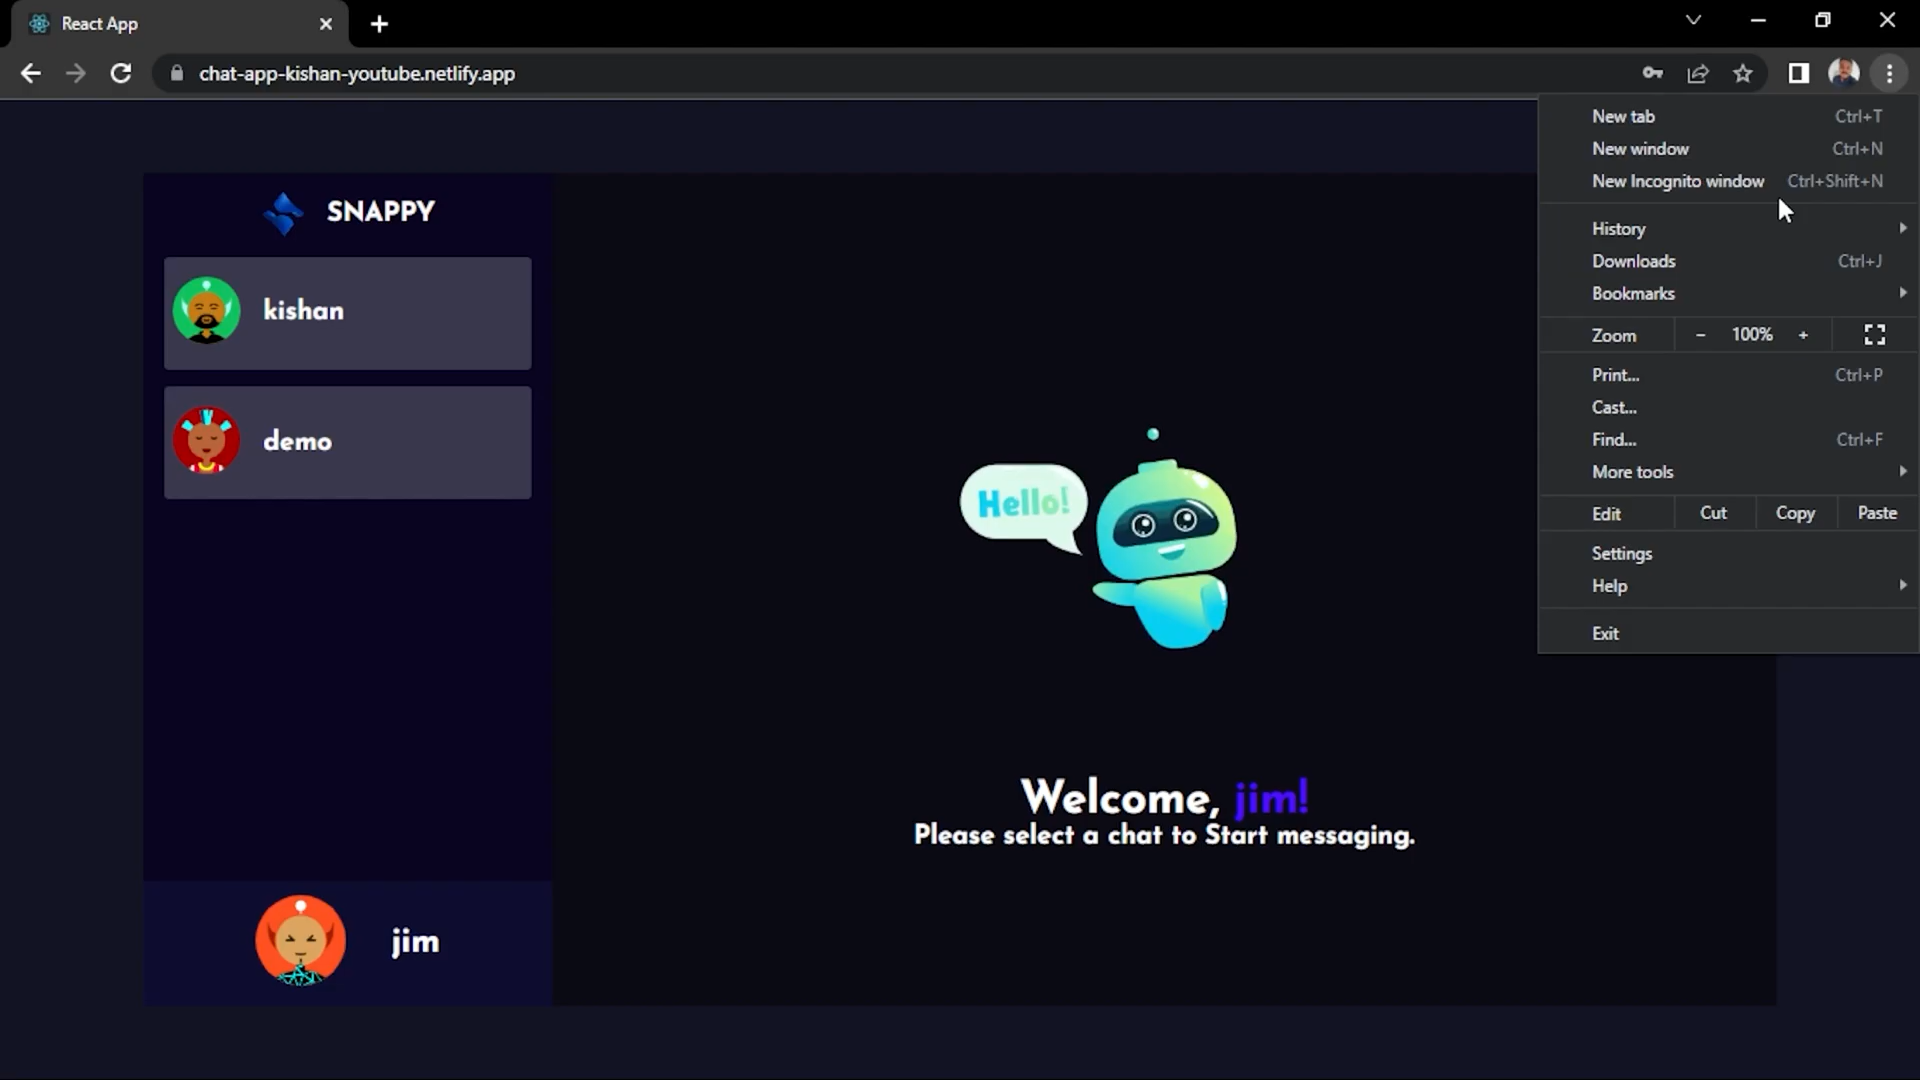 React App
chat-app-kishan-youtube.netlify.app
New tab Ctrl+T
New window Ctrl+N
New Incognito window Ctrl+Shift+N
History
Downloads Ctrl+J
Bookmarks
Zoom - 100% +
Print... Ctrl+P
Cast...
Find... Ctrl+F
More tools
Edit Cut Copy Paste
Settings
Help
Exit
SNAPPY
kishan
demo
jim
Hello!
Welcome, jim!
Please select a chat to Start messaging.